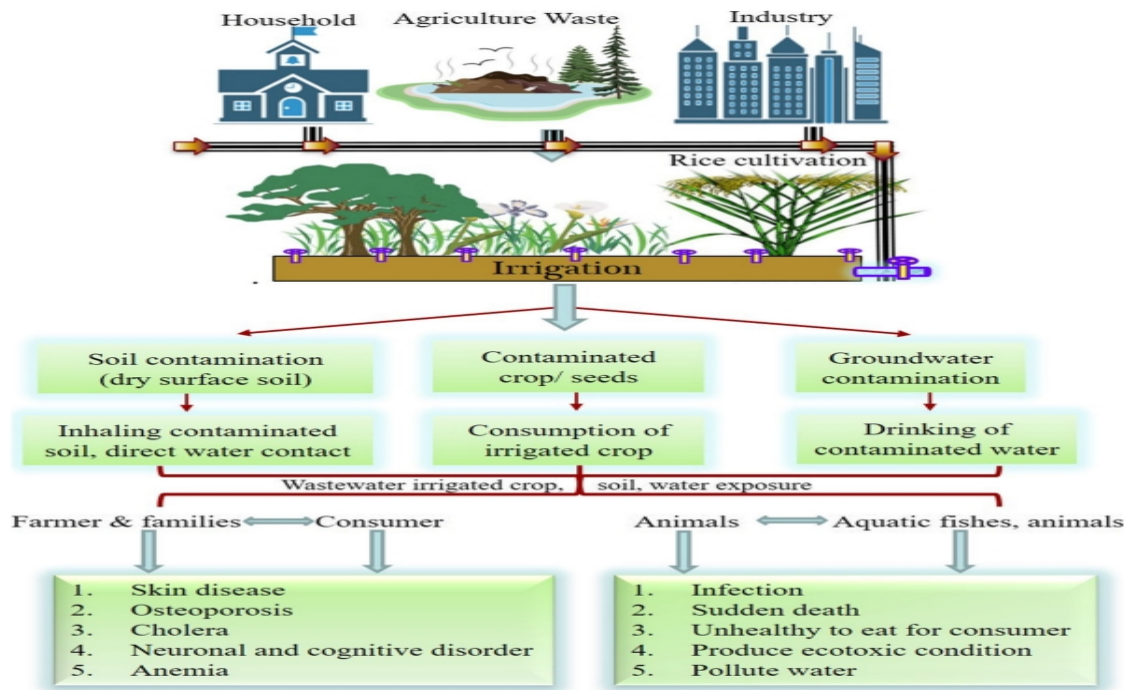 Household
Agriculture Waste
Industry
Rice cultivation
Irrigation
Soil contamination
(dry surface soil)
Contaminated
crop/ seeds
Groundwater
contamination
Inhaling contaminated
soil, direct water contact
Consumption of
irrigated crop
Drinking of
contaminated water
Wastewater irrigated crop, soil, water exposure
Farmer & families
Consumer
Animals
Aquatic fishes, animals
1. Skin disease
2. Osteoporosis
3. Cholera
4. Neuronal and cognitive disorder
5. Anemia
1. Infection
2. Sudden death
3. Unhealthy to eat for consumer
4. Produce ecotoxic condition
5. Pollute water